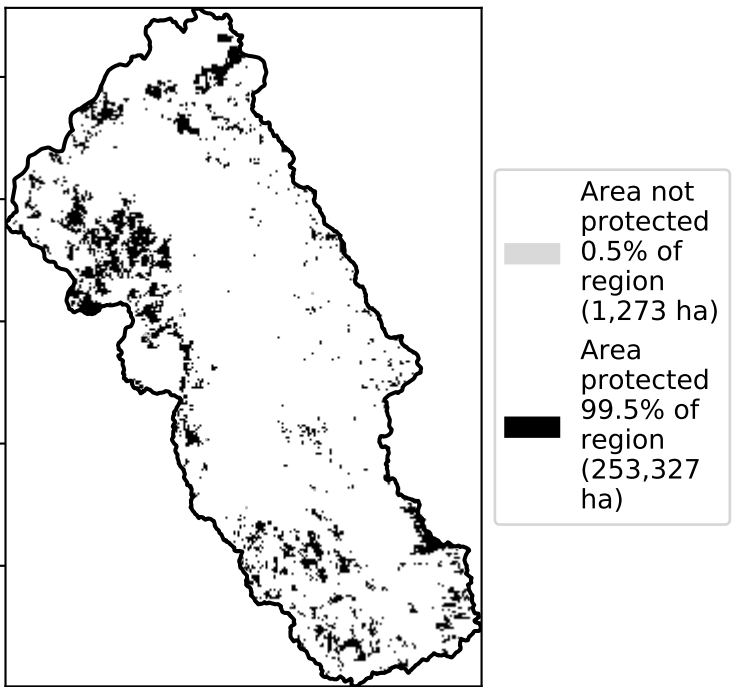 Area not
protected
0.5% of
region
(1,273 ha)
Area
protected
99.5% of
region
(253,327
ha)